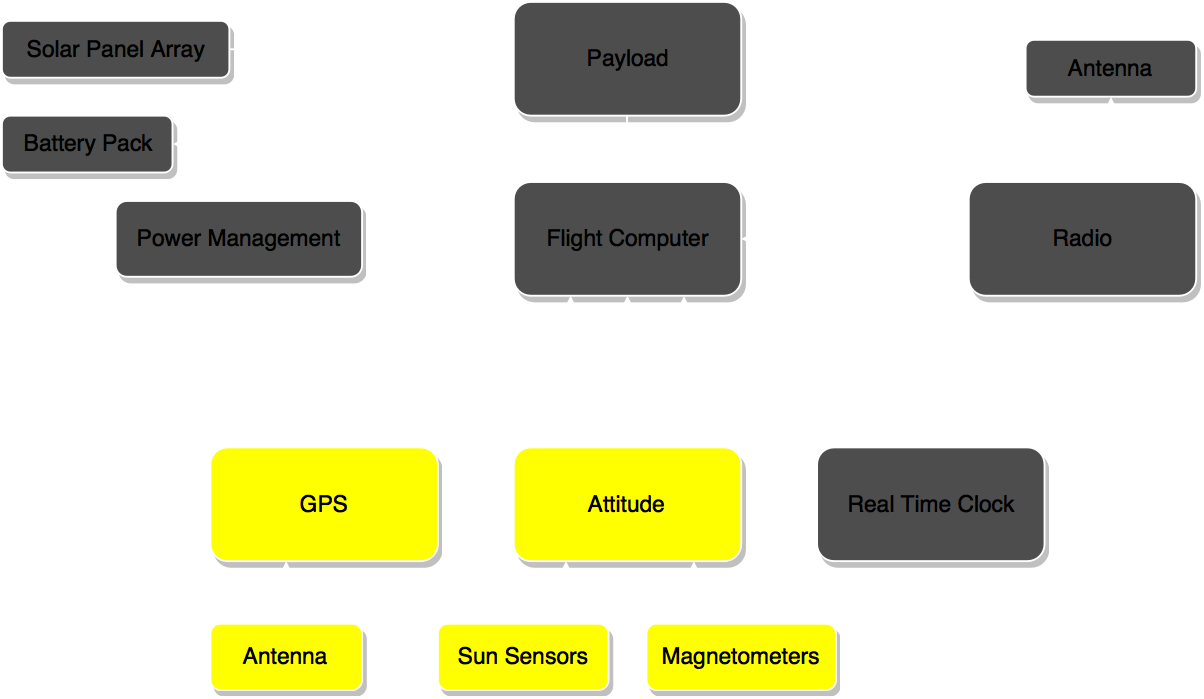 Solar Panel Array
Payload
Antenna
Battery Pack
Power Management
Flight Computer
Radio
GPS
Attitude
Real Time Clock
Antenna
Sun Sensors
Magnetometers